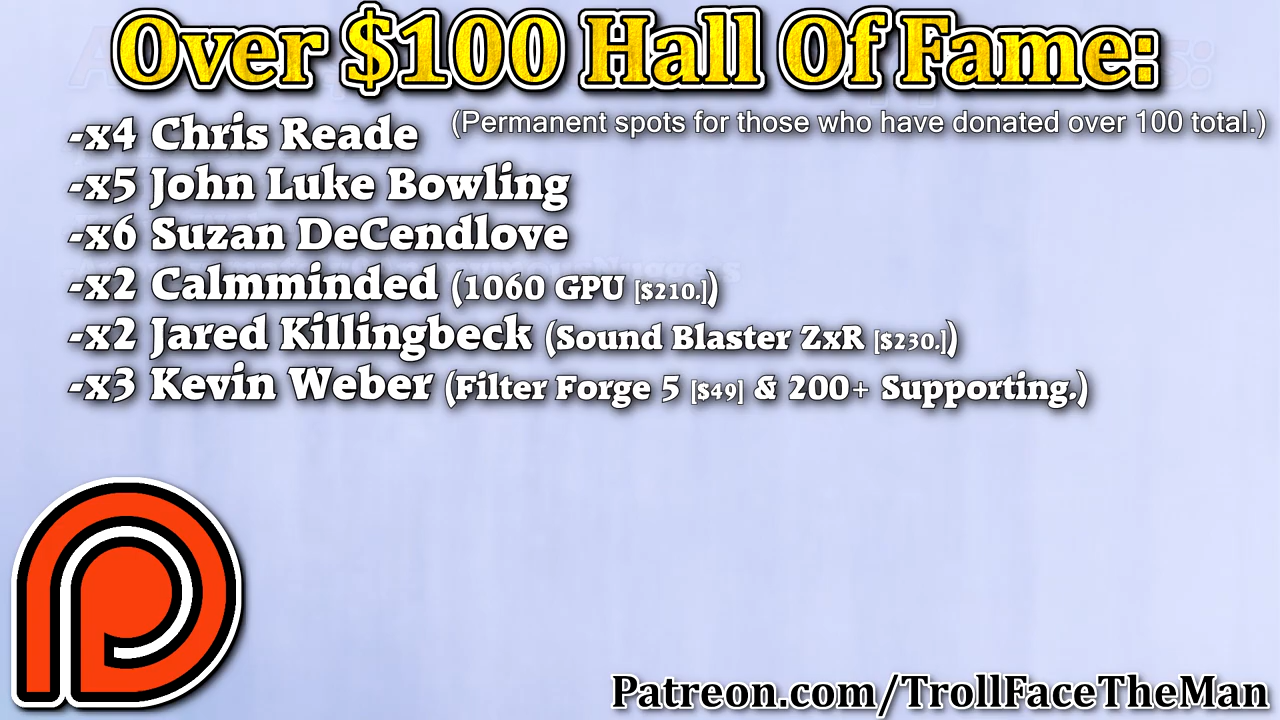 Over $100 Hall Of Fame:
(Permanent spots for those who have donated over 100 total.)
-x4 Chris Reade
-x5 John Luke Bowling
-x6 Suzan DeCendlove
-x2 Calmminded (1060 GPU [$210.])
-x2 Jared Killingbeck (Sound Blaster ZxR [$230.])
-x3 Kevin Weber (Filter Forge 5 [$49] & 200+ Supporting.)
Patreon.com/TrollFaceTheMan